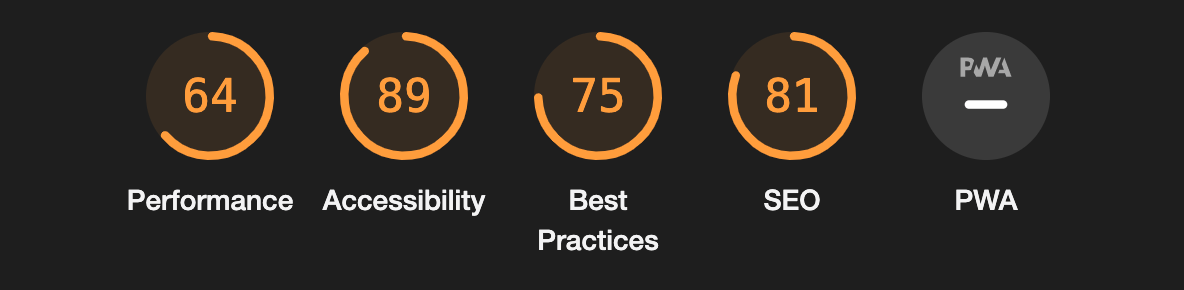 64
89
75
81
PWA
Performance
Accessibility
Best
Practices
SEO
PWA